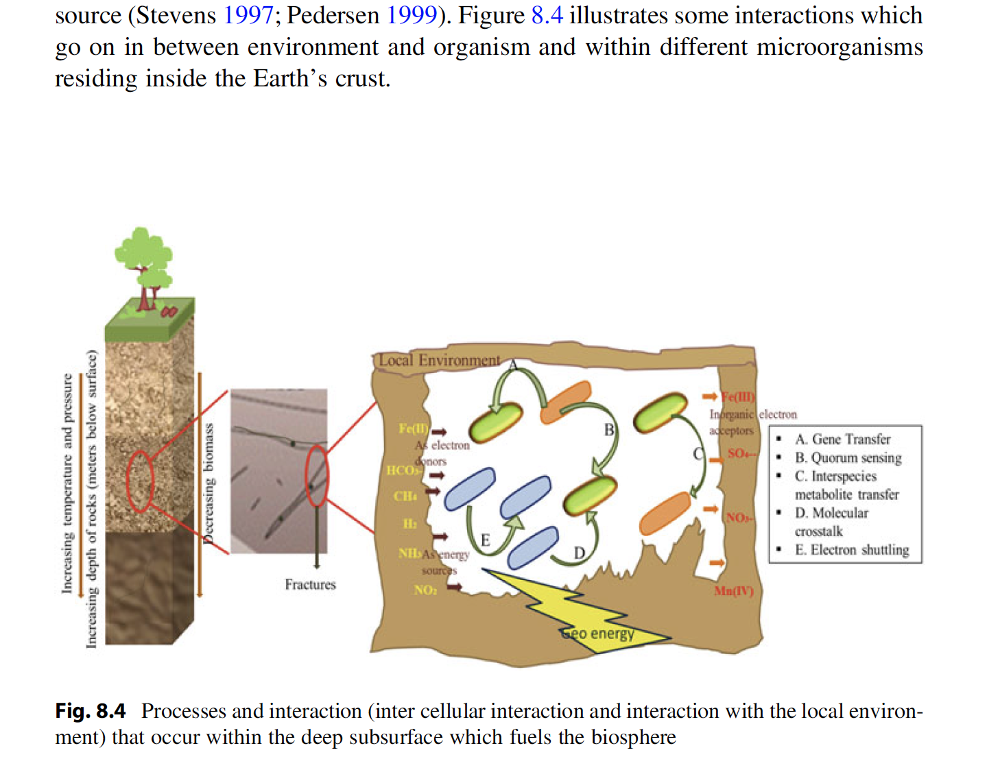 source (Stevens 1997; Pedersen 1999). Figure 8.4 illustrates some interactions which
go on in between environment and organism and within different microorganisms
residing inside the Earth’s crust.
Increasing temperature and pressure
Increasing depth of rocks (meters below surface)
Decreasing biomass
Fractures
Local Environment
A
B
C
D
E
Fe(II)
As electron
donors
HCO₃-
CH₄
H₂
NH₃
As energy
sources
NO₂
Geo energy
Fe(III)
Inorganic electron
acceptors
SO₄--
NO₃-
Mn(IV)
▪ A. Gene Transfer
▪ B. Quorum sensing
▪ C. Interspecies
metabolite transfer
▪ D. Molecular
crosstalk
▪ E. Electron shuttling
Fig. 8.4 Processes and interaction (inter cellular interaction and interaction with the local environ-
ment) that occur within the deep subsurface which fuels the biosphere